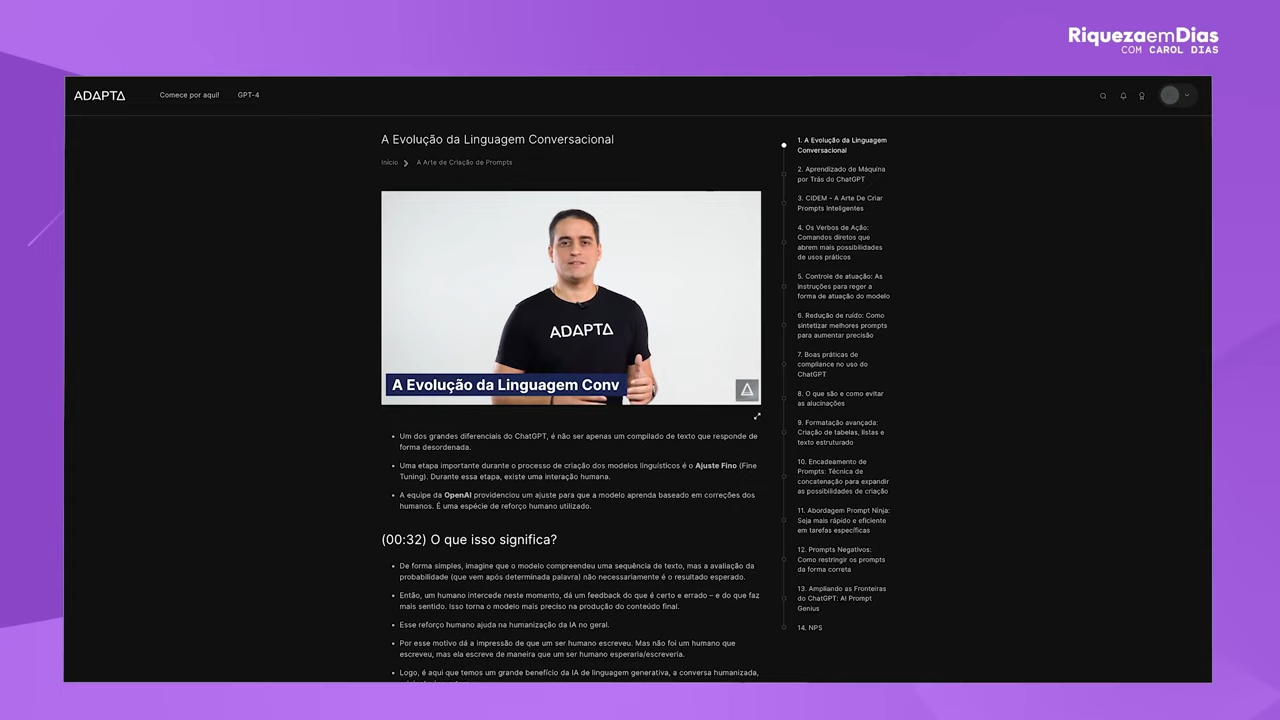 RiquezaemDias
COM CAROL DIAS
ADAPTA
Comece por aqui!
GPT-4
A Evolução da Linguagem Conversacional
Início
A Arte de Criação de Prompts
ADAPTA
A Evolução da Linguagem Conv
Um dos grandes diferenciais do ChatGPT, é não ser apenas um compilado de texto que responde de
forma desordenada.
Uma etapa importante durante o processo de criação dos modelos linguísticos é o Ajuste Fino (Fine
Tuning). Durante essa etapa, existe uma interação humana.
A equipe da OpenAI providenciou um ajuste para que a modelo aprenda baseado em correções dos
humanos. É uma espécie de reforço humano utilizado.
(00:32) O que isso significa?
De forma simples, imagine que o modelo compreendeu uma sequência de texto, mas a avaliação da
probabilidade (que vem após determinada palavra) não necessariamente é o resultado esperado.
Então, um humano intercede neste momento, dá um feedback do que é certo e errado – e do que faz
mais sentido. Isso torna o modelo mais preciso na produção do conteúdo final.
Esse reforço humano ajuda na humanização da IA no geral.
Por esse motivo dá a impressão de que um ser humano escreveu. Mas não foi um humano que
escreveu, mas ela escreve de maneira que um ser humano esperaria/escreveria.
Logo, é aqui que temos um grande benefício da IA de linguagem generativa, a conversa humanizada,
1. A Evolução da Linguagem
Conversacional
2. Aprendizado de Máquina
por Trás do ChatGPT
3. CIDEM - A Arte De Criar
Prompts Inteligentes
4. Os Verbos de Ação:
Comandos diretos que
abrem mais possibilidades
de usos práticos
5. Controle de atuação: As
instruções para reger a
forma de atuação do modelo
6. Redução de ruído: Como
sintetizar melhores prompts
para aumentar precisão
7. Boas práticas de
compliance no uso do
ChatGPT
8. O que são e como evitar
as alucinações
9. Formatação avançada:
Criação de tabelas, listas e
texto estruturado
10. Encadeamento de
Prompts: Técnica de
concatenação para expandir
as possibilidades de criação
11. Abordagem Prompt Ninja:
Seja mais rápido e eficiente
em tarefas específicas
12. Prompts Negativos:
Como restringir os prompts
da forma correta
13. Ampliando as Fronteiras
do ChatGPT: AI Prompt
Genius
14. NPS